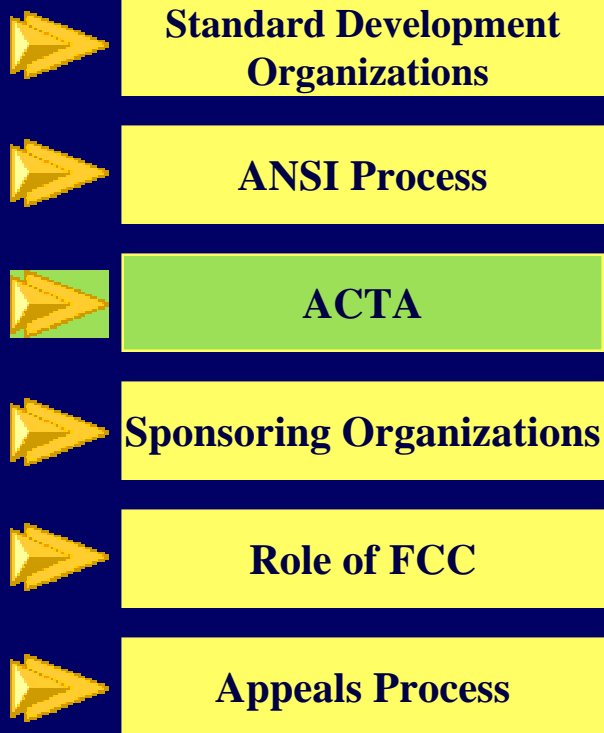 Standard Development
Organizations
ANSI Process
ACTA
Sponsoring Organizations
Role of FCC
Appeals Process